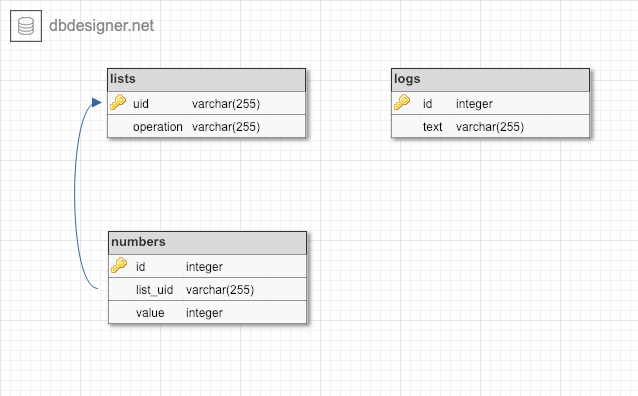 dbdesigner.net
lists
uid varchar(255)
operation varchar(255)
logs
id integer
text varchar(255)
numbers
id integer
list_uid varchar(255)
value integer